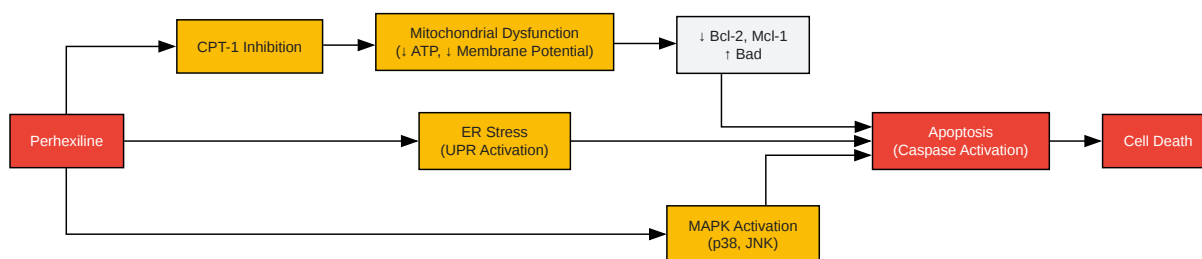 CPT-1 Inhibition
Mitochondrial Dysfunction
(↓ ATP, ↓ Membrane Potential)
↓ Bcl-2, Mcl-1
↑ Bad
Perhexiline
ER Stress
(UPR Activation)
Apoptosis
(Caspase Activation)
Cell Death
MAPK Activation
(p38, JNK)